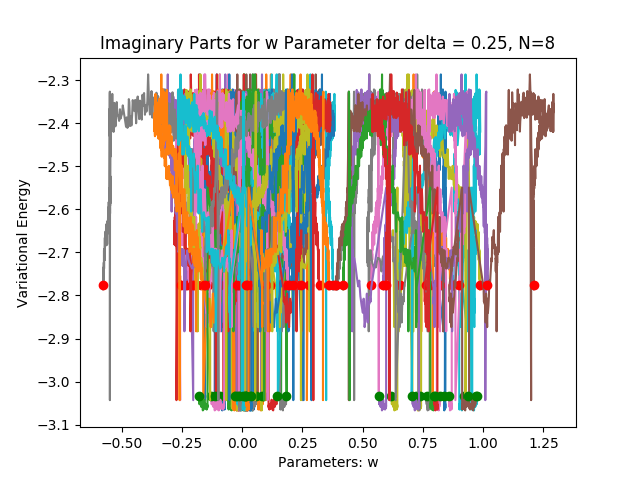 Imaginary Parts for w Parameter for delta = 0.25, N=8
Variational Energy
−2.3
−2.4
−2.5
−2.6
−2.7
−2.8
−2.9
−3.0
−3.1
−0.50 −0.25 0.00 0.25 0.50 0.75 1.00 1.25
Parameters: w